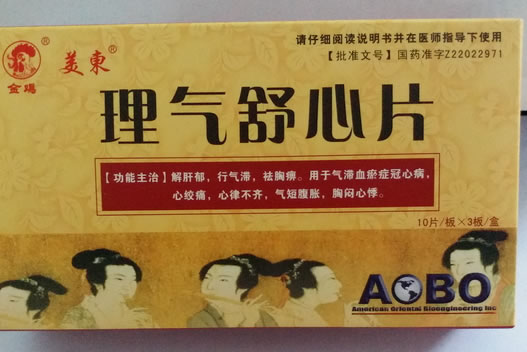 请仔细阅读说明书并在医师指导下使用
【批准文号】国药准字Z22022971
金鸡
美東
理气舒心片
【功能主治】解肝郁，行气滞，祛胸痹。用于气滞血瘀症冠心病，
心绞痛，心律不齐，气短腹胀，胸闷心悸。
10片/板×3板/盒
AOBO
American Oriental Bioengineering Inc